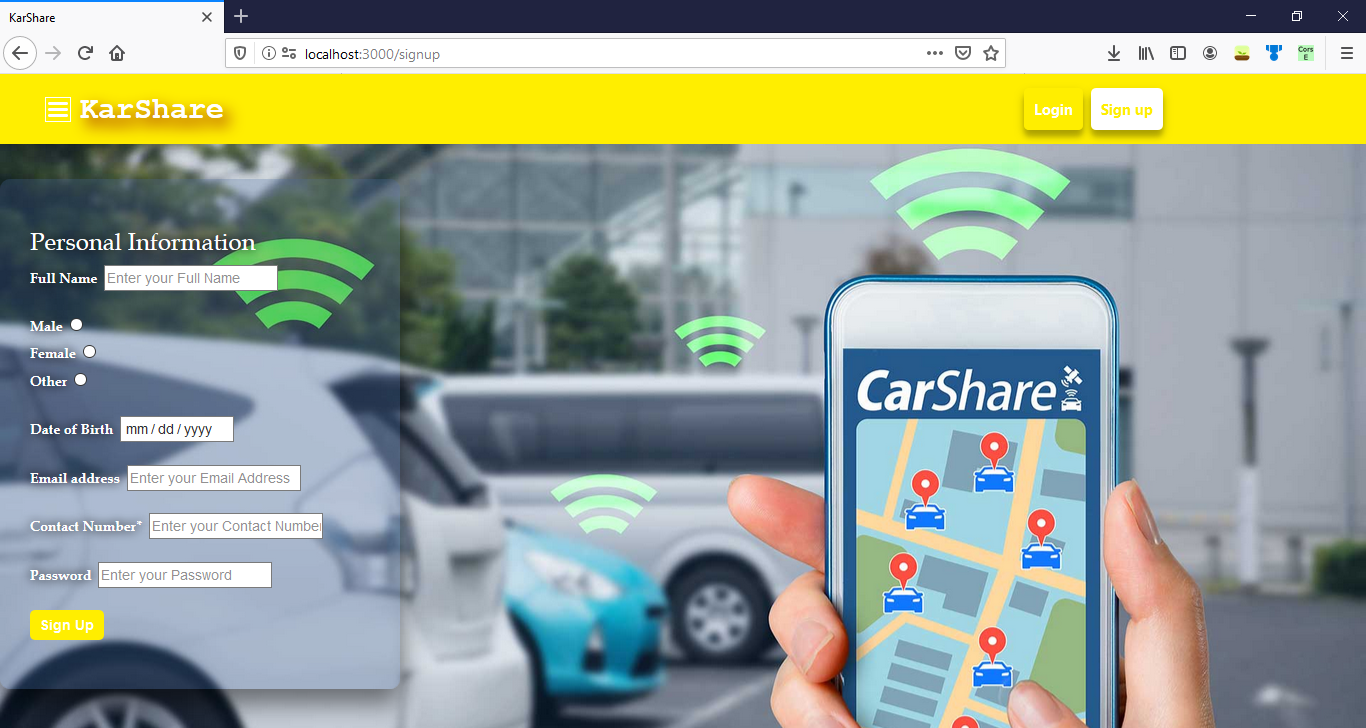 KarShare
localhost:3000/signup
Cors
E
KarShare
Login
Sign up
Personal Information
Full Name Enter your Full Name
Male
Female
Other
Date of Birth mm / dd / yyyy
Email address Enter your Email Address
Contact Number* Enter your Contact Number
Password Enter your Password
Sign Up
CarShare